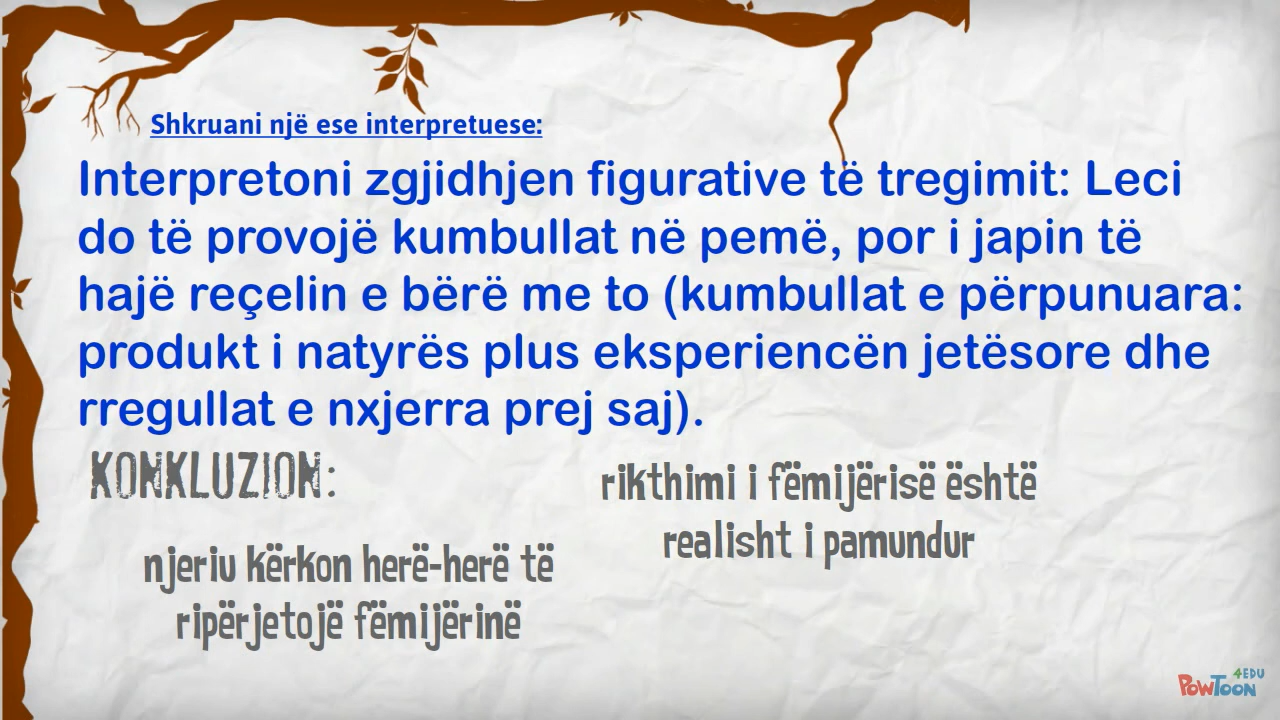 Shkruani një ese interpretuese:
Interpretoni zgjidhjen figurative të tregimit: Leci
do të provojë kumbullat në pemë, por i japin të
hajë reçelin e bërë me to (kumbullat e përpunuara:
produkt i natyrës plus eksperiencën jetësore dhe
rregullat e nxjerra prej saj).
KONKLUZION:
njeriu kërkon herë-herë të
ripërjetojë fëmijërinë
rikthimi i fëmijërisë është
realisht i pamundur
4EDU
POWTOON